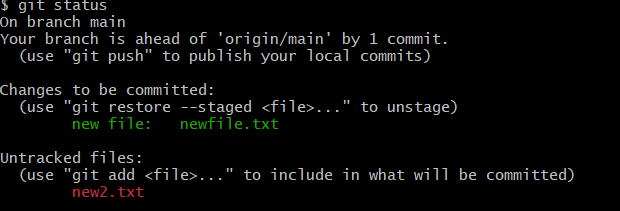 $ git status
On branch main
Your branch is ahead of 'origin/main' by 1 commit.
  (use "git push" to publish your local commits)

Changes to be committed:
  (use "git restore --staged <file>..." to unstage)
        new file:   newfile.txt

Untracked files:
  (use "git add <file>..." to include in what will be committed)
        new2.txt